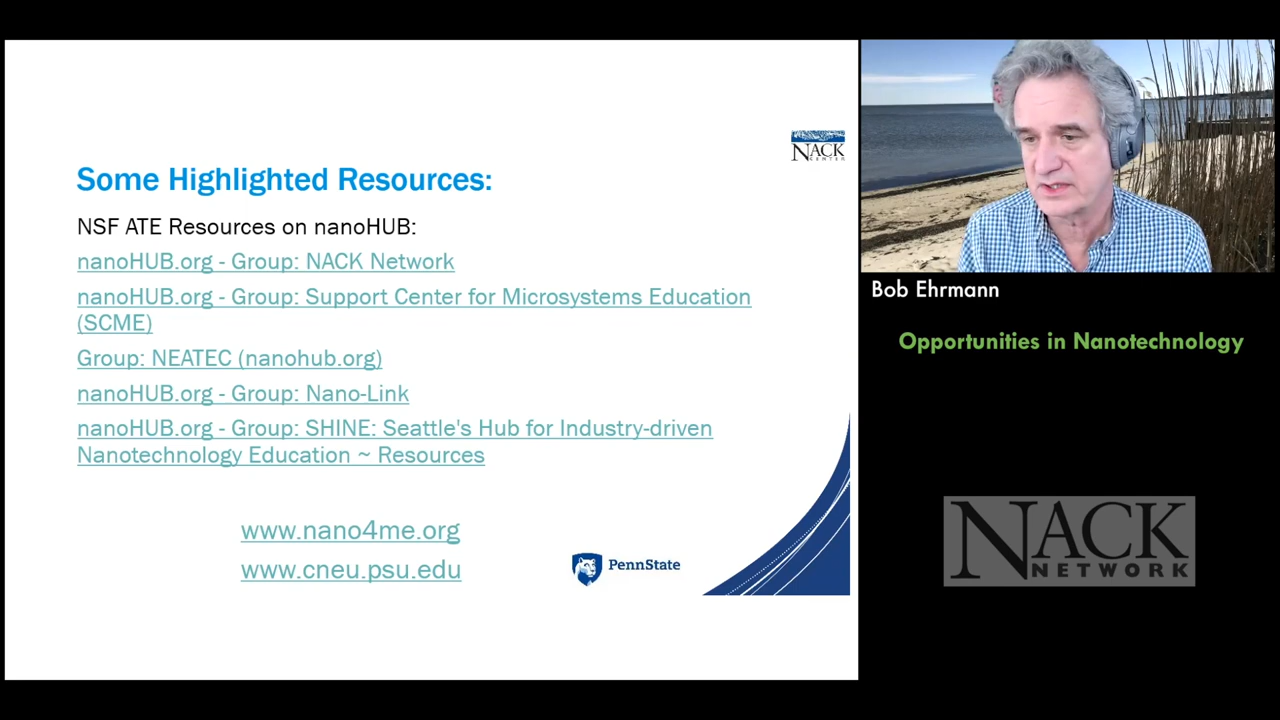 NACK
CENTER
Some Highlighted Resources:
NSF ATE Resources on nanoHUB:
nanoHUB.org - Group: NACK Network
nanoHUB.org - Group: Support Center for Microsystems Education
(SCME)
Group: NEATEC (nanohub.org)
nanoHUB.org - Group: Nano-Link
nanoHUB.org - Group: SHINE: Seattle's Hub for Industry-driven
Nanotechnology Education ~ Resources
www.nano4me.org
www.cneu.psu.edu
PennState
Bob Ehrmann
Opportunities in Nanotechnology
NACK
NETWORK